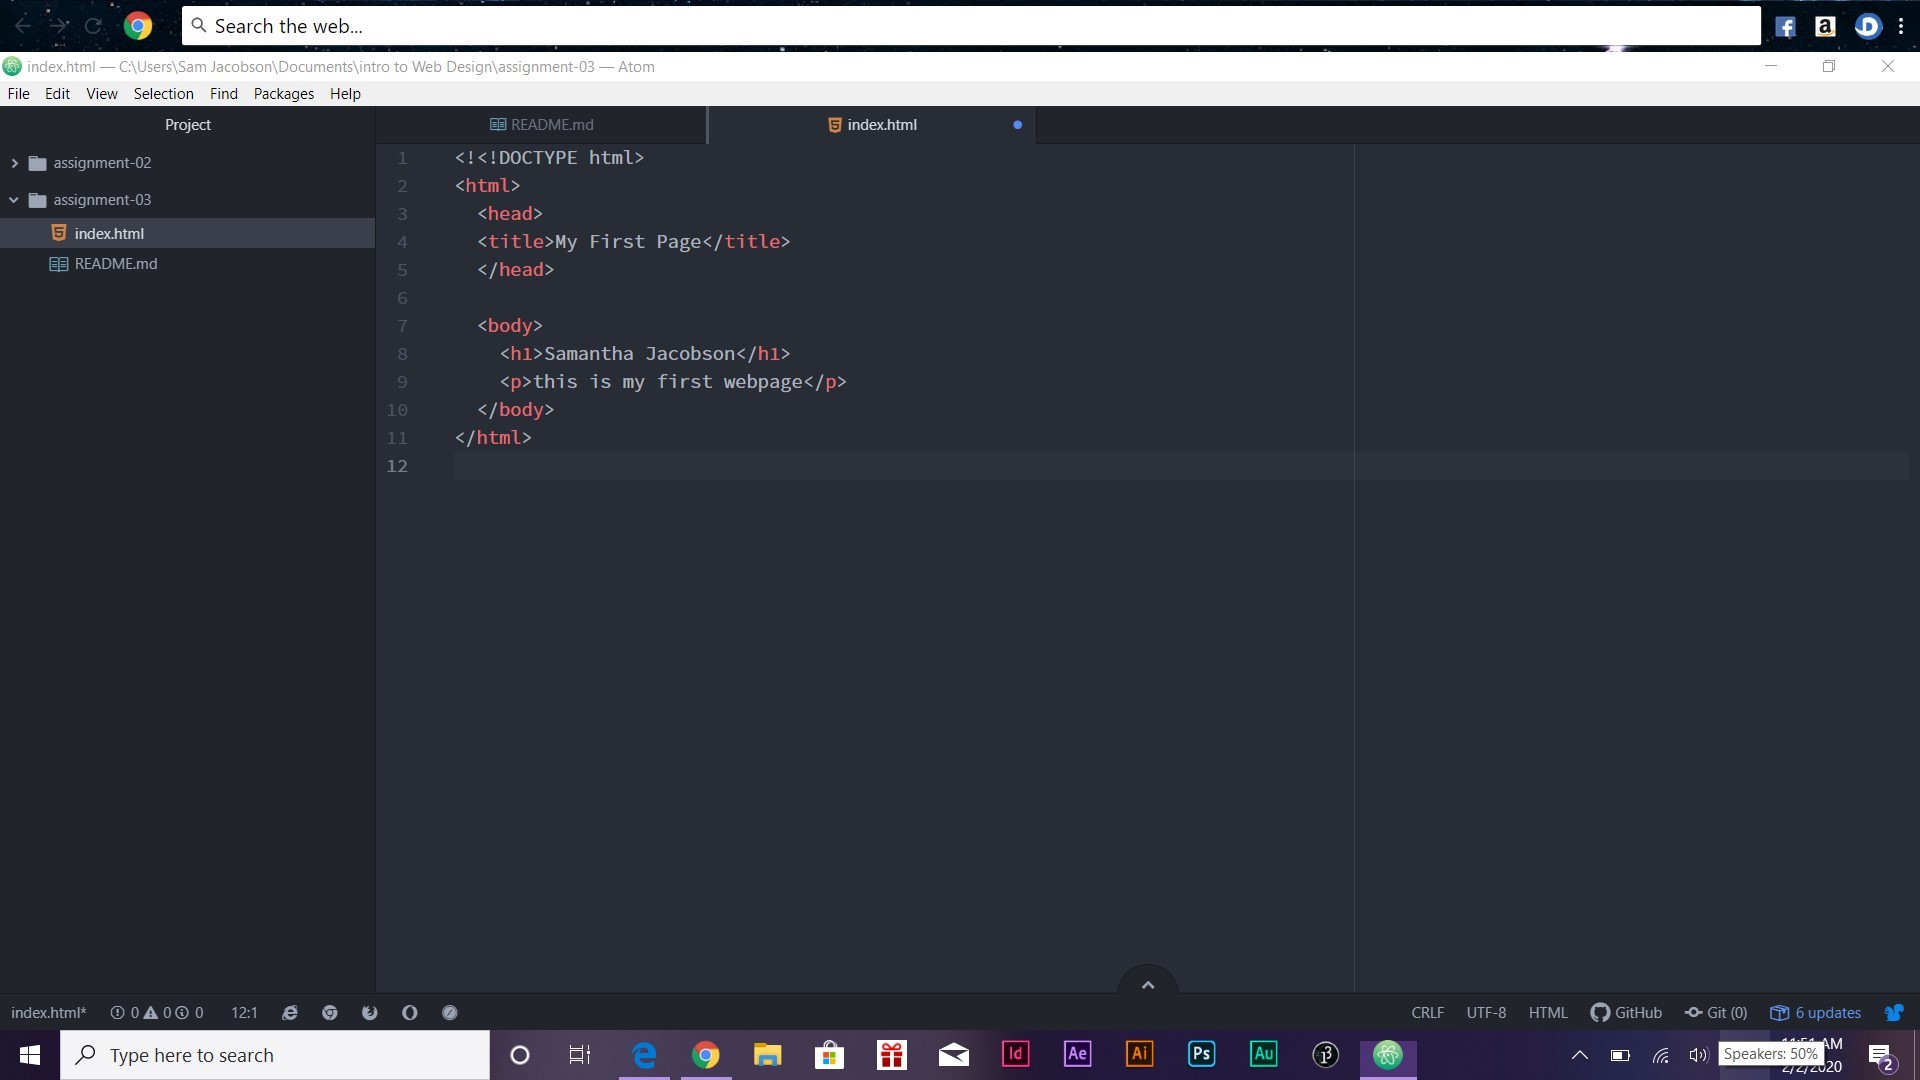 Search the web...
index.html — C:\Users\Sam Jacobson\Documents\intro to Web Design\assignment-03 — Atom
File Edit View Selection Find Packages Help
Project
README.md
index.html
assignment-02
assignment-03
index.html
README.md
1 <!<!DOCTYPE html>
2 <html>
3 <head>
4 <title>My First Page</title>
5 </head>
6
7 <body>
8 <h1>Samantha Jacobson</h1>
9 <p>this is my first webpage</p>
10 </body>
11 </html>
12
index.html* 0 0 0 12:1 CRLF UTF-8 HTML GitHub Git (0) 6 updates
Type here to search
Id Ae Ai Ps Au
Speakers: 50%
AM
2/2/2020
2